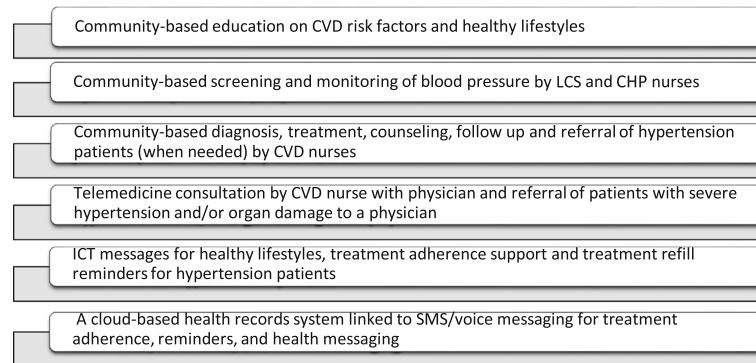 Community-based education on CVD risk factors and healthy lifestyles
Community-based screening and monitoring of blood pressure by LCS and CHP nurses
Community-based diagnosis, treatment, counseling, follow up and referral of hypertension
patients (when needed) by CVD nurses
Telemedicine consultation by CVD nurse with physician and referral of patients with severe
hypertension and/or organ damage to a physician
ICT messages for healthy lifestyles, treatment adherence support and treatment refill
reminders for hypertension patients
A cloud-based health records system linked to SMS/voice messaging for treatment
adherence, reminders, and health messaging